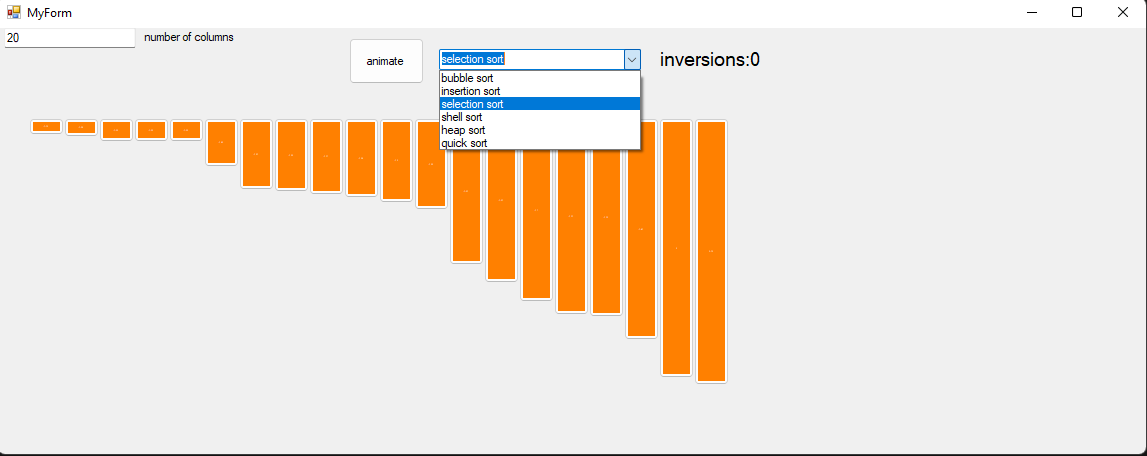 MyForm
20
number of columns
animate
selection sort
inversions:0
bubble sort
insertion sort
selection sort
shell sort
heap sort
quick sort